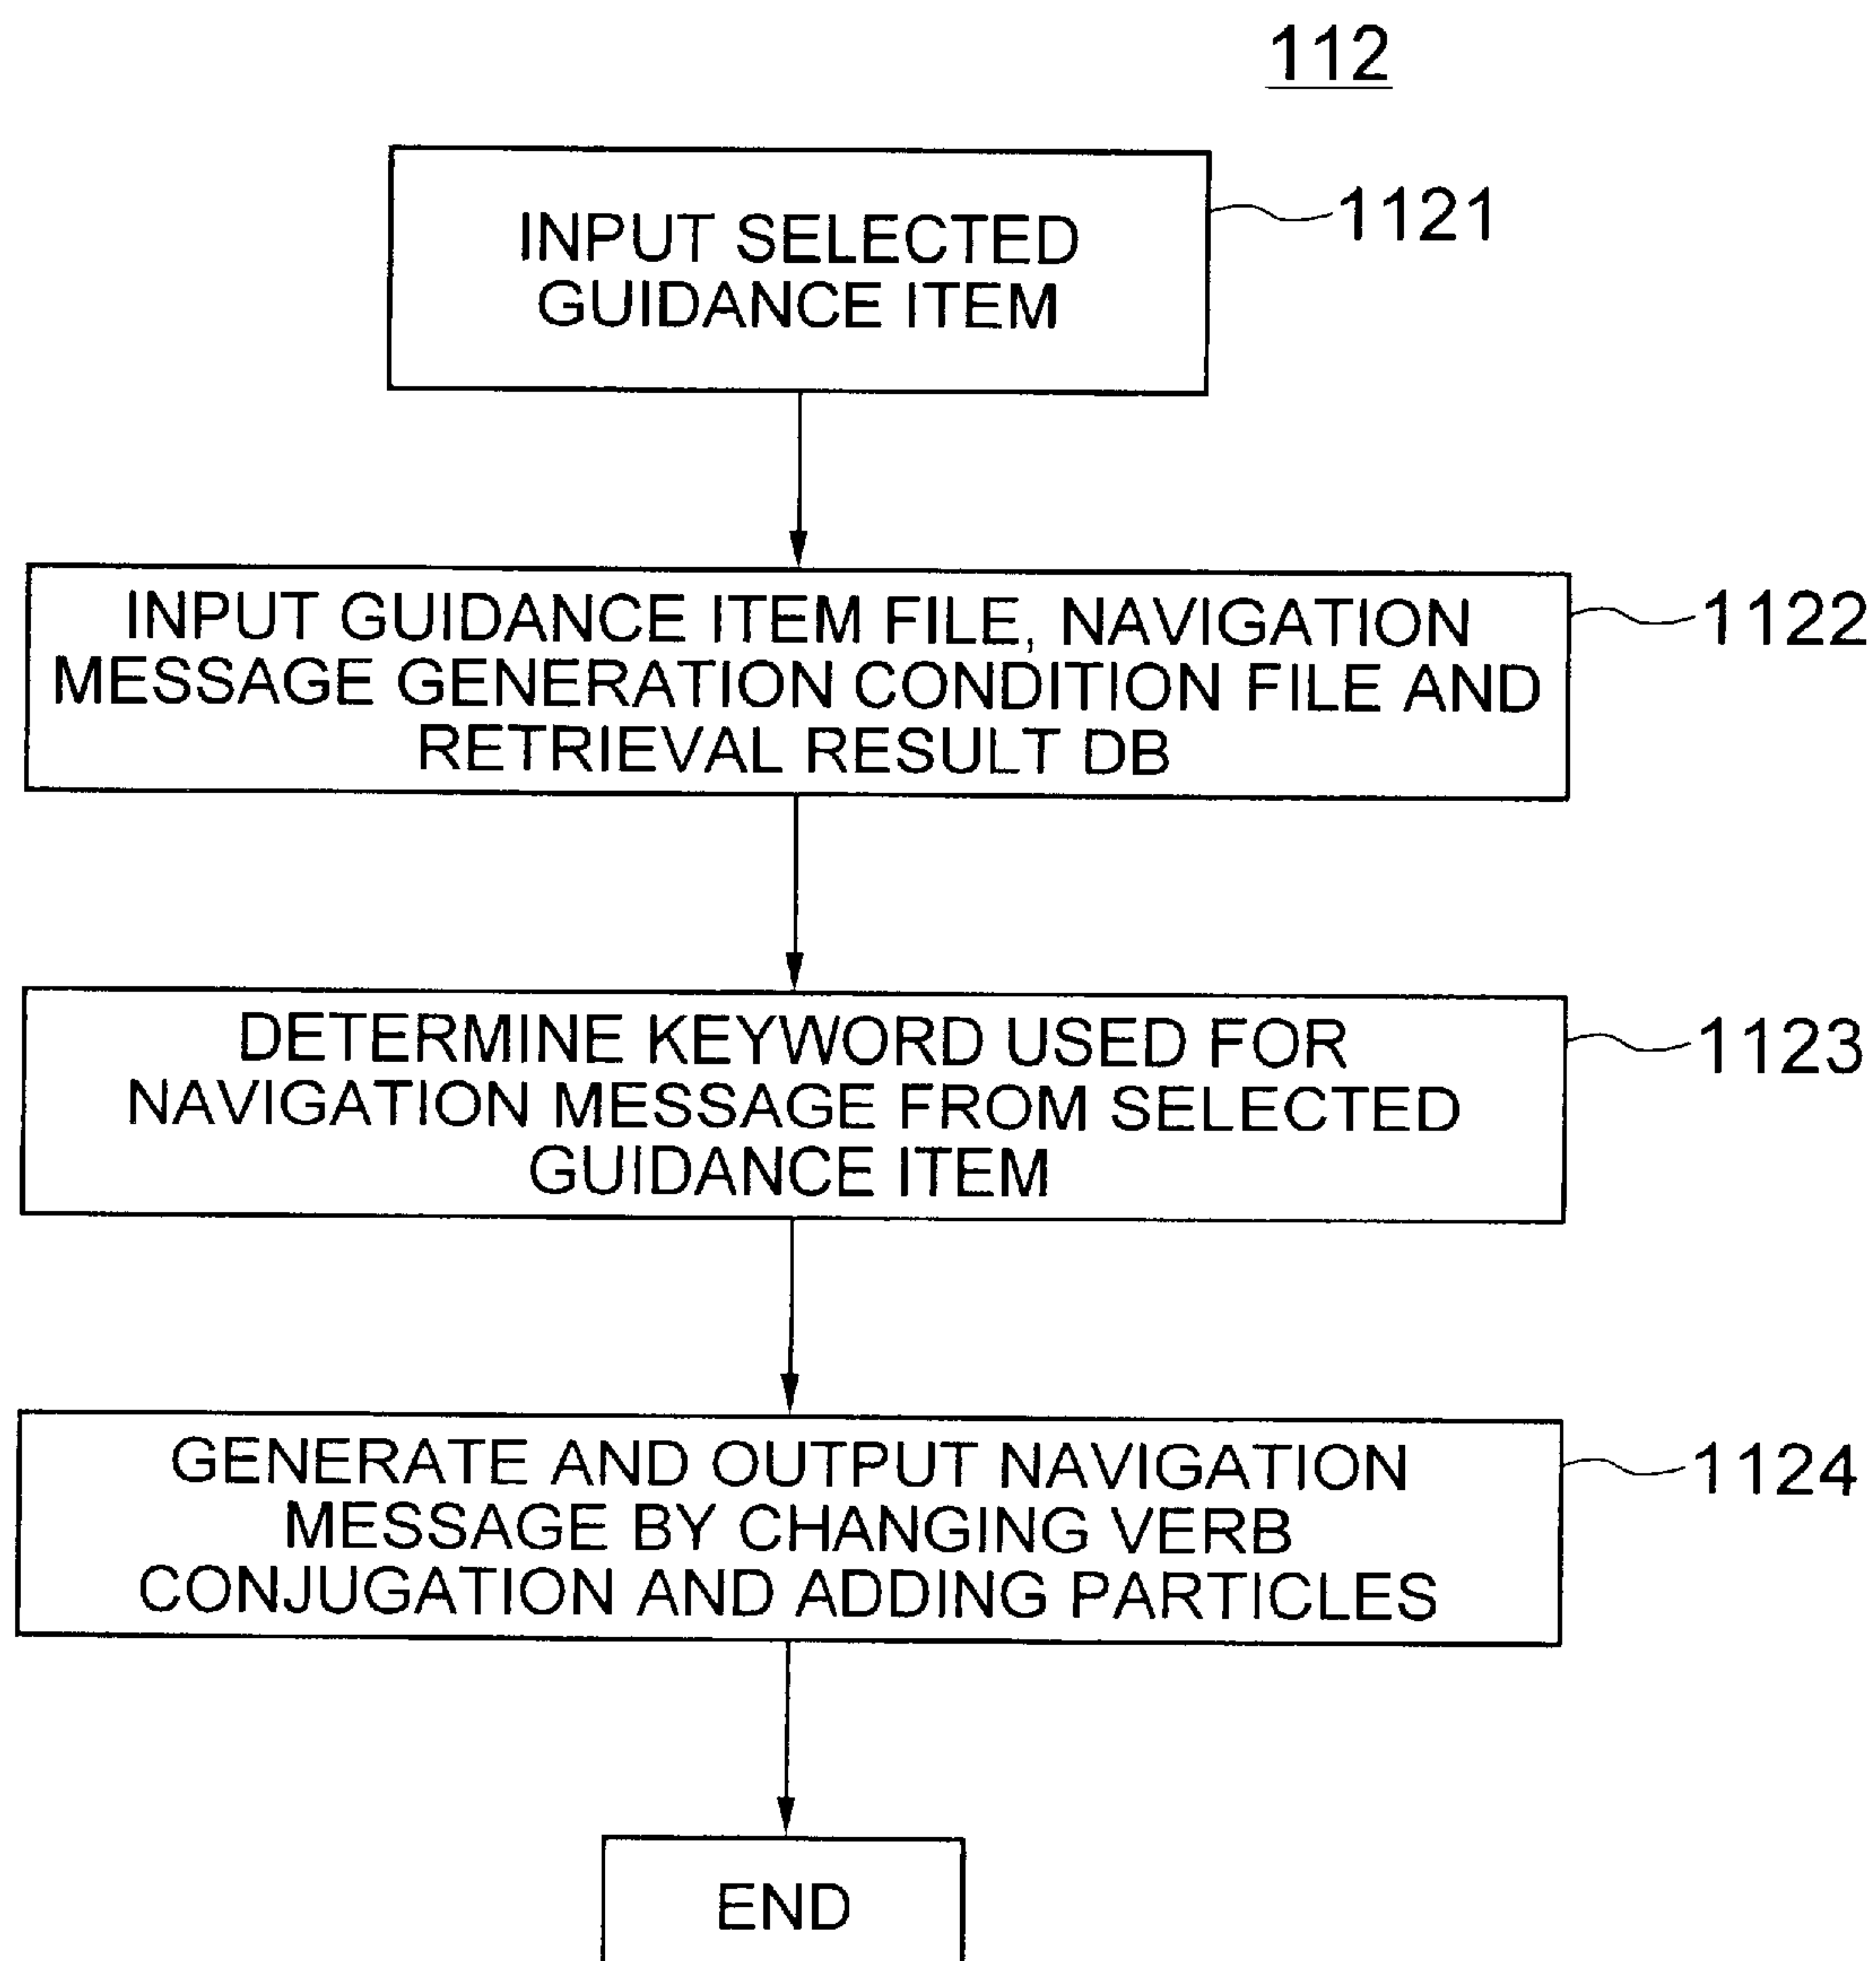 112
INPUT SELECTED
GUIDANCE ITEM
1121
INPUT GUIDANCE ITEM FILE, NAVIGATION
MESSAGE GENERATION CONDITION FILE AND
RETRIEVAL RESULT DB
1122
DETERMINE KEYWORD USED FOR
NAVIGATION MESSAGE FROM SELECTED
GUIDANCE ITEM
1123
GENERATE AND OUTPUT NAVIGATION
MESSAGE BY CHANGING VERB
CONJUGATION AND ADDING PARTICLES
1124
END